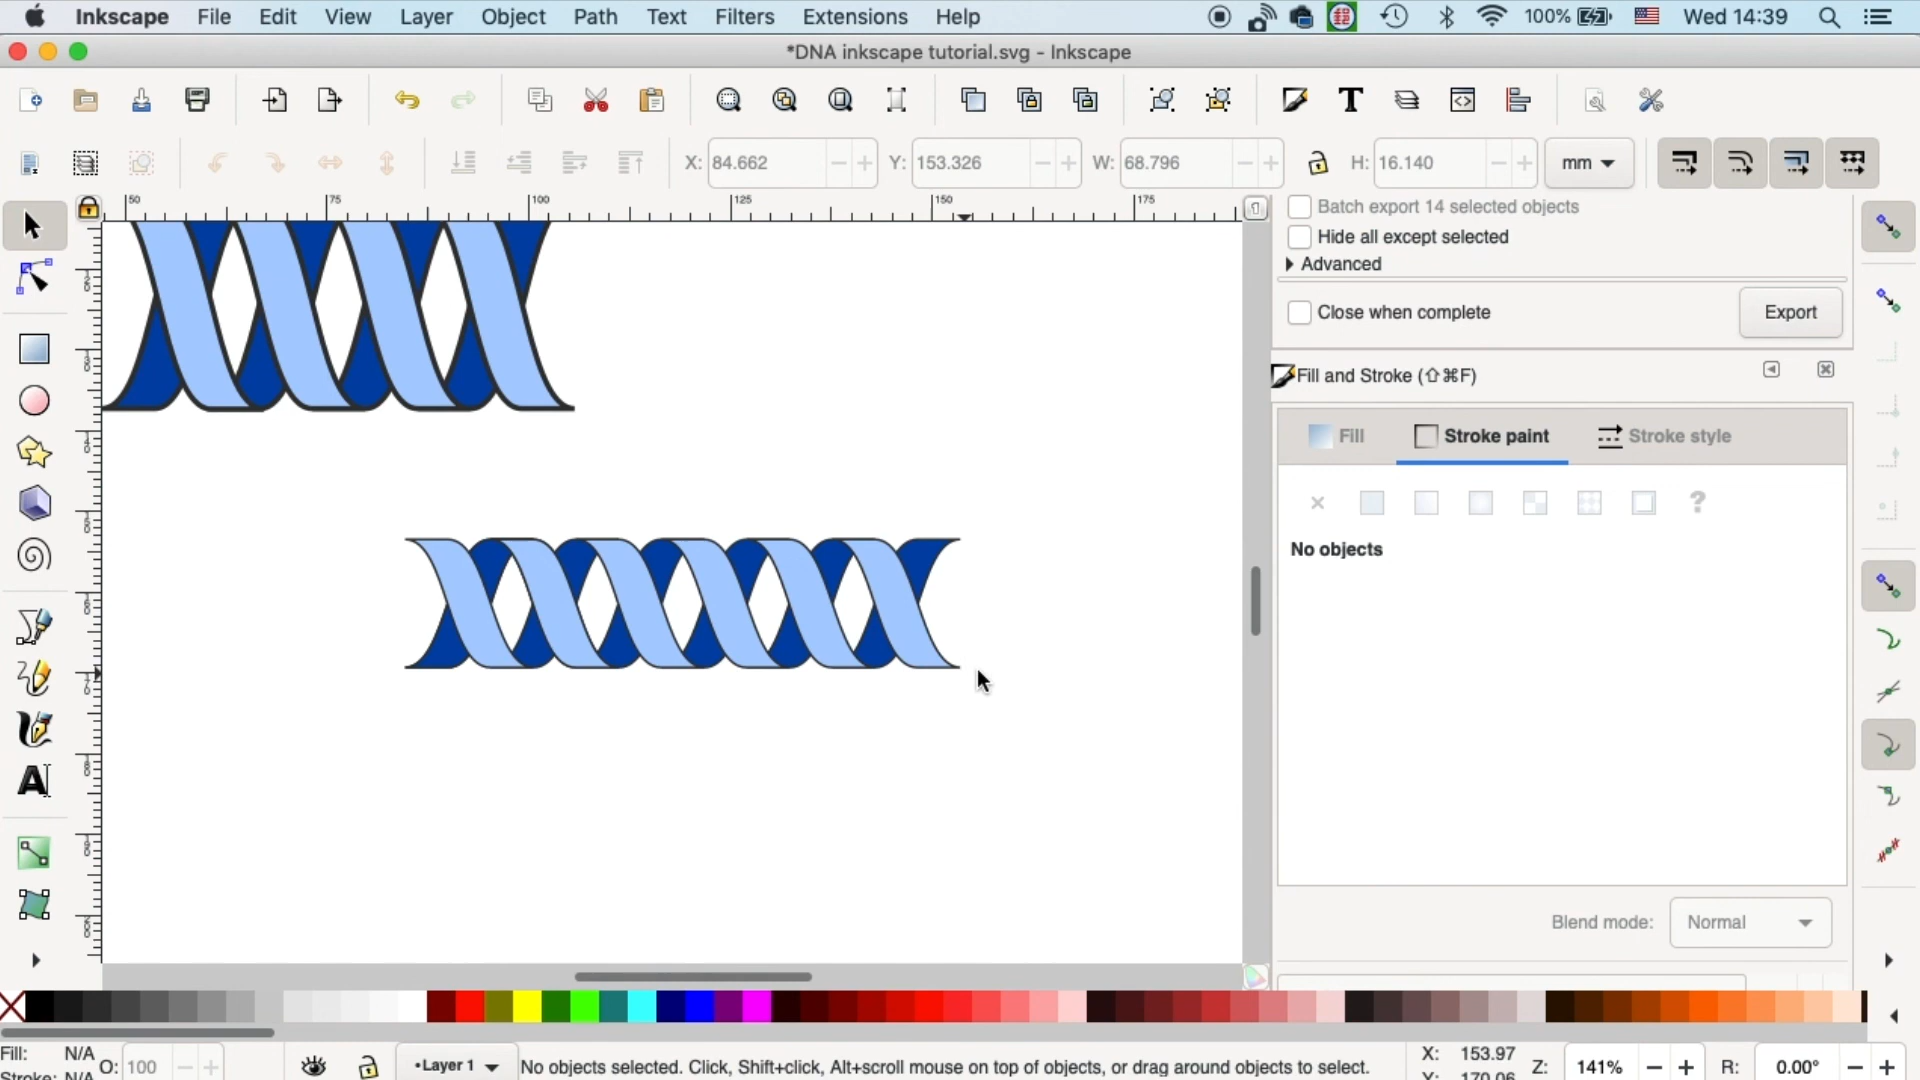 Inkscape File Edit View Layer Object Path Text Filters Extensions Help 100% Wed 14:39
*DNA inkscape tutorial.svg - Inkscape
X: 84.662 Y: 153.326 W: 68.796 H: 16.140 mm
50 75 100 125 150 175
Batch export 14 selected objects
Hide all except selected
Advanced
Close when complete Export
Fill and Stroke (⇧⌘F)
Fill Stroke paint Stroke style
No objects
Blend mode: Normal
Fill: N/A O: 100 •Layer 1 No objects selected. Click, Shift+click, Alt+scroll mouse on top of objects, or drag around objects to select. X: 153.97 Z: 141% R: 0.00°
Stroke: N/A Y: 170.06